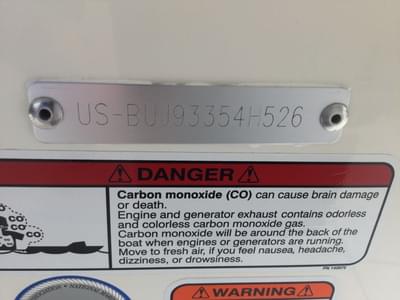 US-BUJ93354H526
DANGER
Carbon monoxide (CO) can cause brain damage
or death.
Engine and generator exhaust contains odorless
and colorless carbon monoxide gas.
Carbon monoxide will be around the back of the
boat when engines or generators are running.
Move to fresh air, if you feel nausea, headache,
dizziness, or drowsiness.
CO
CO
CO
WARNING